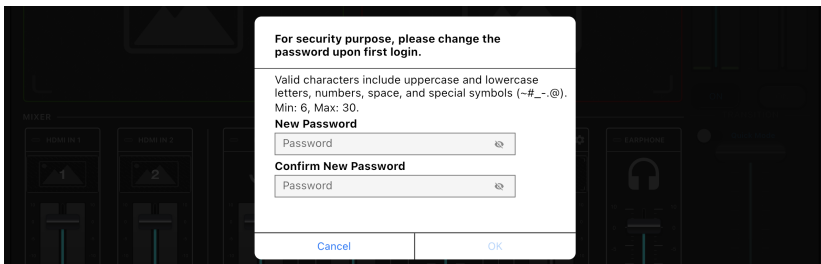 For security purpose, please change the
password upon first login.
Valid characters include uppercase and lowercase
letters, numbers, space, and special symbols (~#_-.@).
Min: 6, Max: 30.
MIXER
New Password
HDMI IN 1
HDMI IN 2
Password
EARPHONE
Confirm New Password
1
2
Password
Cancel
OK